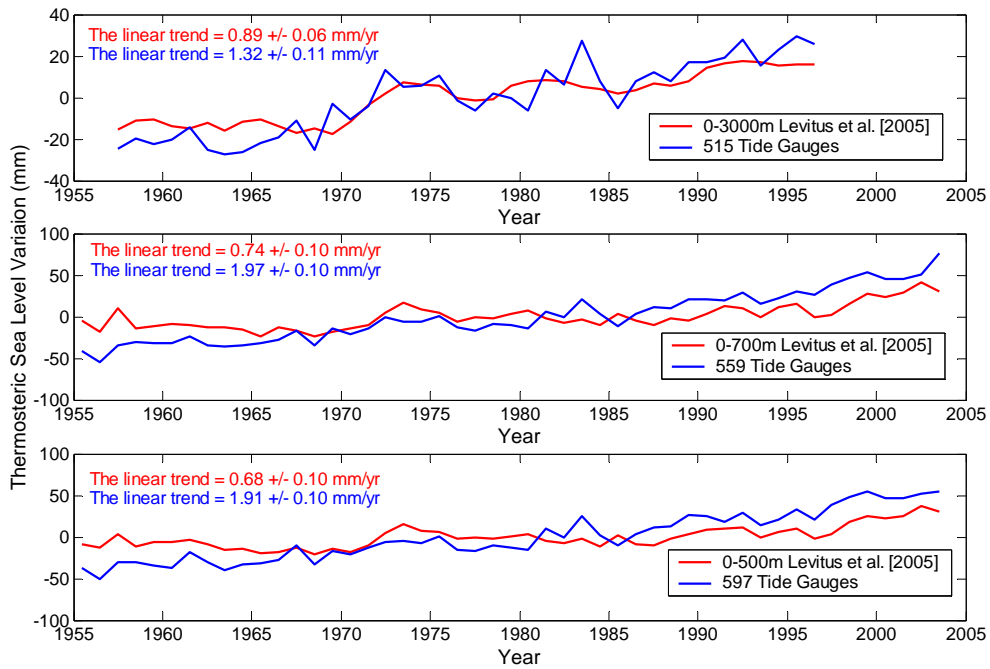 Thermosteric Sea Level Variaion (mm)
40
20
0
-20
-40
The linear trend = 0.89 +/- 0.06 mm/yr
The linear trend = 1.32 +/- 0.11 mm/yr
0-3000m Levitus et al. [2005]
515 Tide Gauges
1955 1960 1965 1970 1975 1980 1985 1990 1995 2000 2005
Year
100
50
0
-50
-100
The linear trend = 0.74 +/- 0.10 mm/yr
The linear trend = 1.97 +/- 0.10 mm/yr
0-700m Levitus et al. [2005]
559 Tide Gauges
1955 1960 1965 1970 1975 1980 1985 1990 1995 2000 2005
Year
100
50
0
-50
-100
The linear trend = 0.68 +/- 0.10 mm/yr
The linear trend = 1.91 +/- 0.10 mm/yr
0-500m Levitus et al. [2005]
597 Tide Gauges
1955 1960 1965 1970 1975 1980 1985 1990 1995 2000 2005
Year